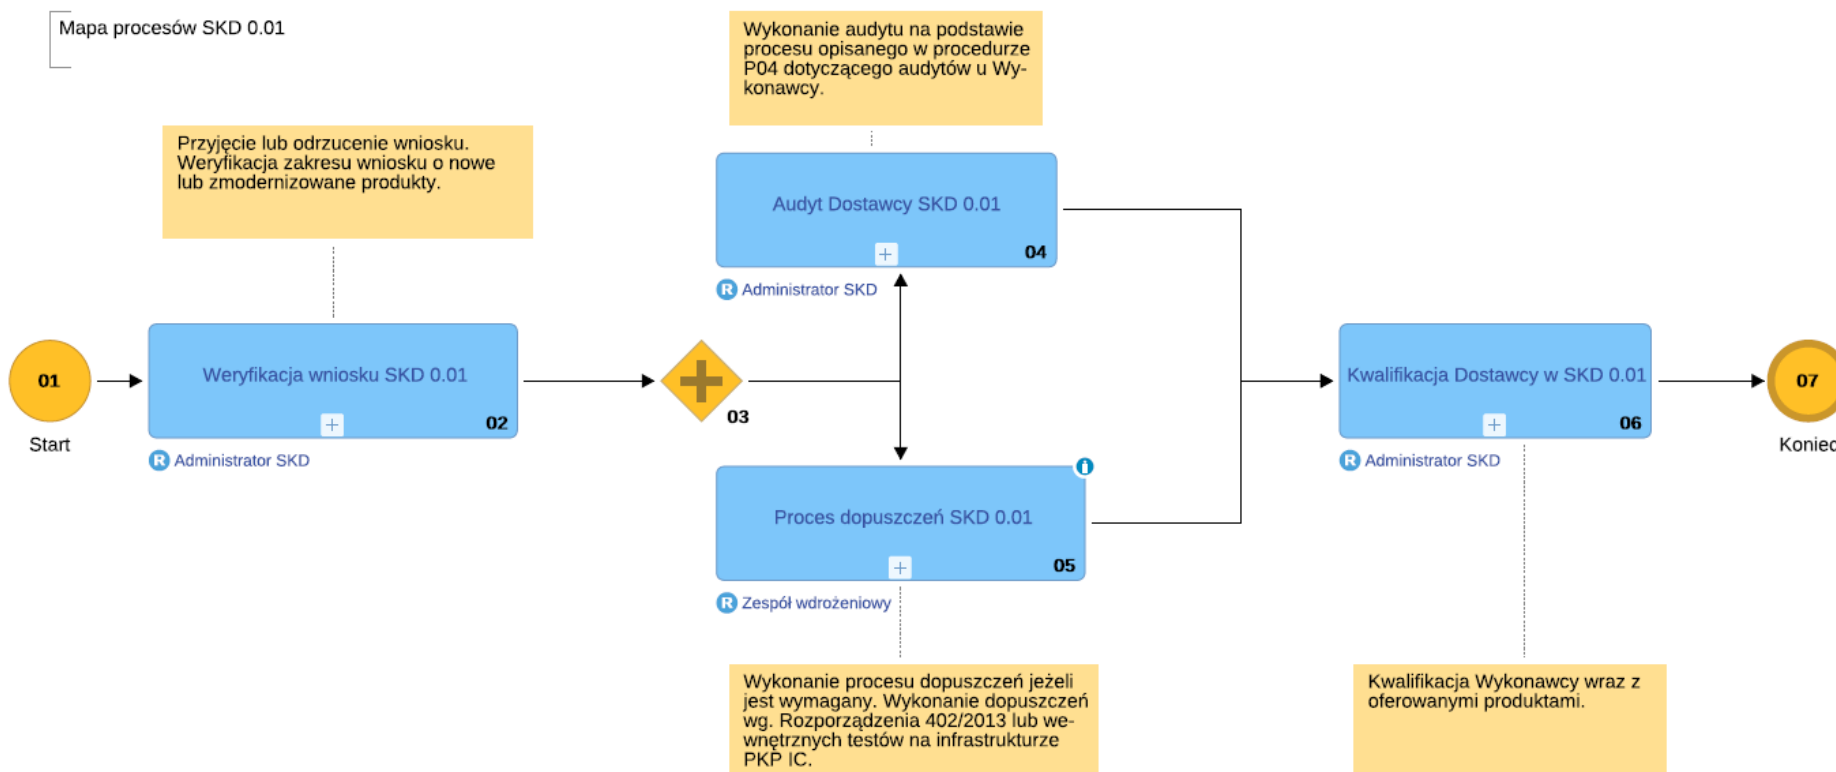 Mapa procesów SKD 0.01
Wykonanie audytu na podstawie
procesu opisanego w procedurze
P04 dotyczącego audytów u Wy-
konawcy.
Przyjęcie lub odrzucenie wniosku.
Weryfikacja zakresu wniosku o nowe
lub zmodernizowane produkty.
Audyt Dostawcy SKD 0.01
04
R Administrator SKD
01
Start
Weryfikacja wniosku SKD 0.01
02
R Administrator SKD
03
Kwalifikacja Dostawcy w SKD 0.01
06
R Administrator SKD
07
Koniec
Proces dopuszczeń SKD 0.01
05
R Zespół wdrożeniowy
Wykonanie procesu dopuszczeń jeżeli
jest wymagany. Wykonanie dopuszczeń
wg. Rozporządzenia 402/2013 lub we-
wnętrznych testów na infrastrukturze
PKP IC.
Kwalifikacja Wykonawcy wraz z
oferowanymi produktami.